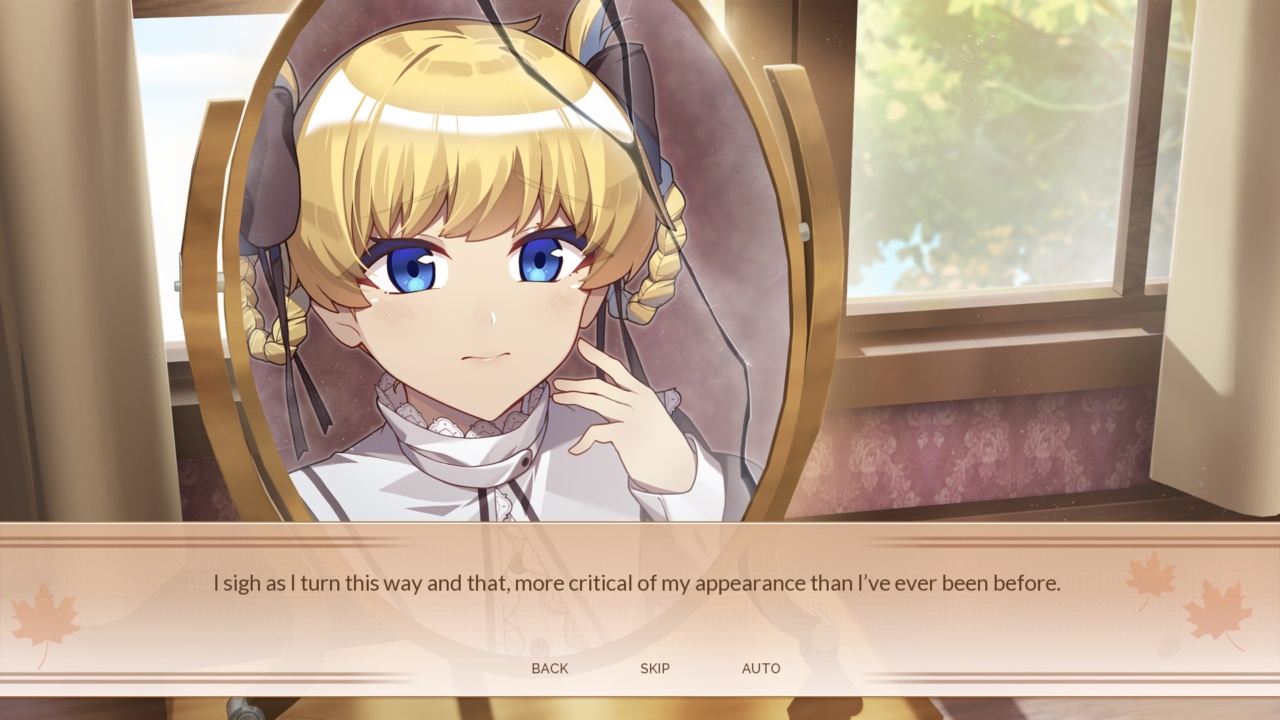 I sigh as I turn this way and that, more critical of my appearance than I’ve ever been before.
BACK SKIP AUTO